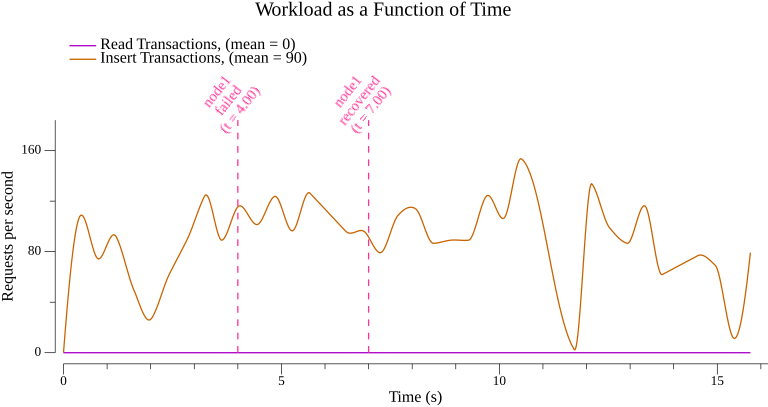 Workload as a Function of Time
Read Transactions, (mean = 0)
Insert Transactions, (mean = 90)
node1
failed
(t = 4.00)
node1
recovered
(t = 7.00)
Requests per second
160
80
0
0
5
10
15
Time (s)